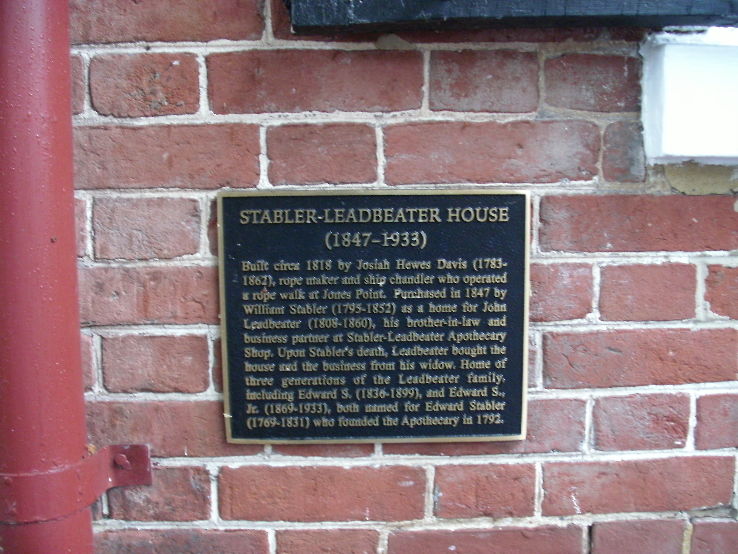 STABLER-LEADBEATER HOUSE
(1847-1933)
Built circa 1818 by Josiah Hewes Davis (1783-
1862), rope maker and ship chandler who operated
a rope walk at Jones Point. Purchased in 1847 by
William Stabler (1795-1852) as a home for John
Leadbeater (1808-1860), his brother-in-law and
business partner at Stabler-Leadbeater Apothecary
Shop. Upon Stabler's death, Leadbeater bought the
house and the business from his widow. Home of
three generations of the Leadbeater family,
including Edward S. (1836-1899), and Edward S.,
Jr. (1869-1933), both named for Edward Stabler
(1769-1831) who founded the Apothecary in 1792.